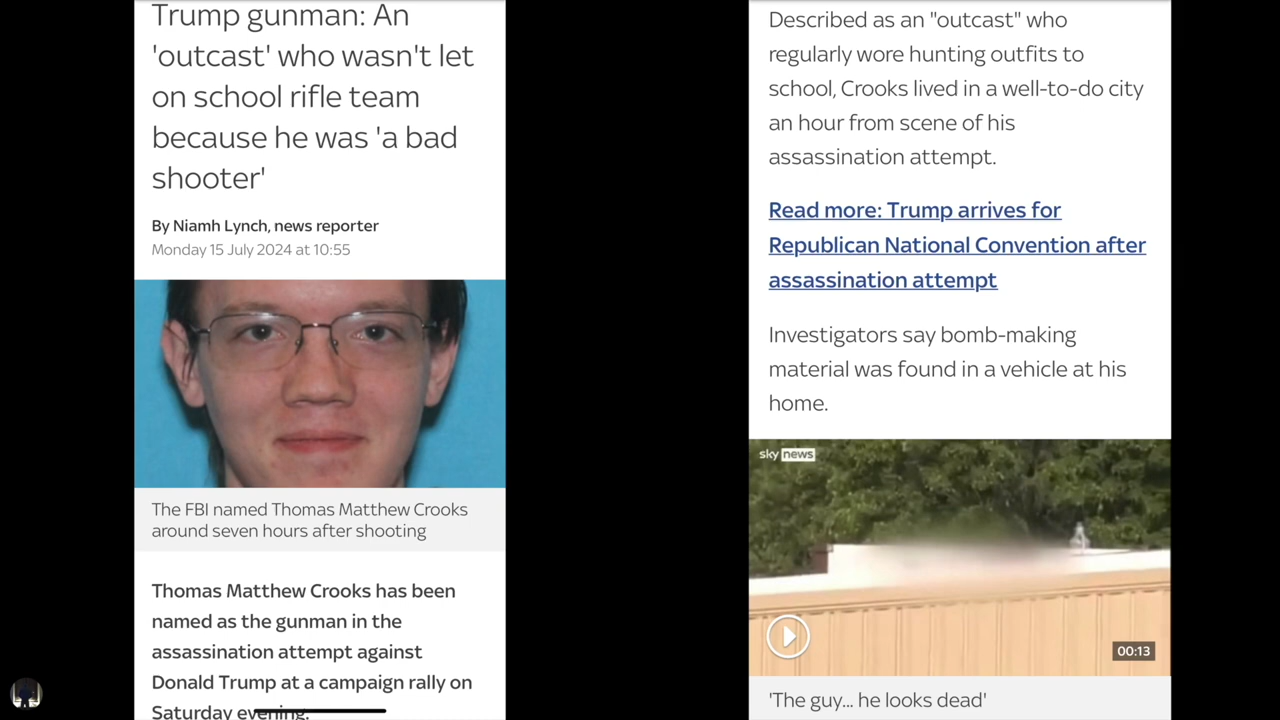 Trump gunman: An
'outcast' who wasn't let
on school rifle team
because he was 'a bad
shooter'
By Niamh Lynch, news reporter
Monday 15 July 2024 at 10:55
The FBI named Thomas Matthew Crooks
around seven hours after shooting
Thomas Matthew Crooks has been
named as the gunman in the
assassination attempt against
Donald Trump at a campaign rally on
Saturday evening.
Described as an "outcast" who
regularly wore hunting outfits to
school, Crooks lived in a well-to-do city
an hour from scene of his
assassination attempt.
Read more: Trump arrives for
Republican National Convention after
assassination attempt
Investigators say bomb-making
material was found in a vehicle at his
home.
sky news
00:13
'The guy... he looks dead'